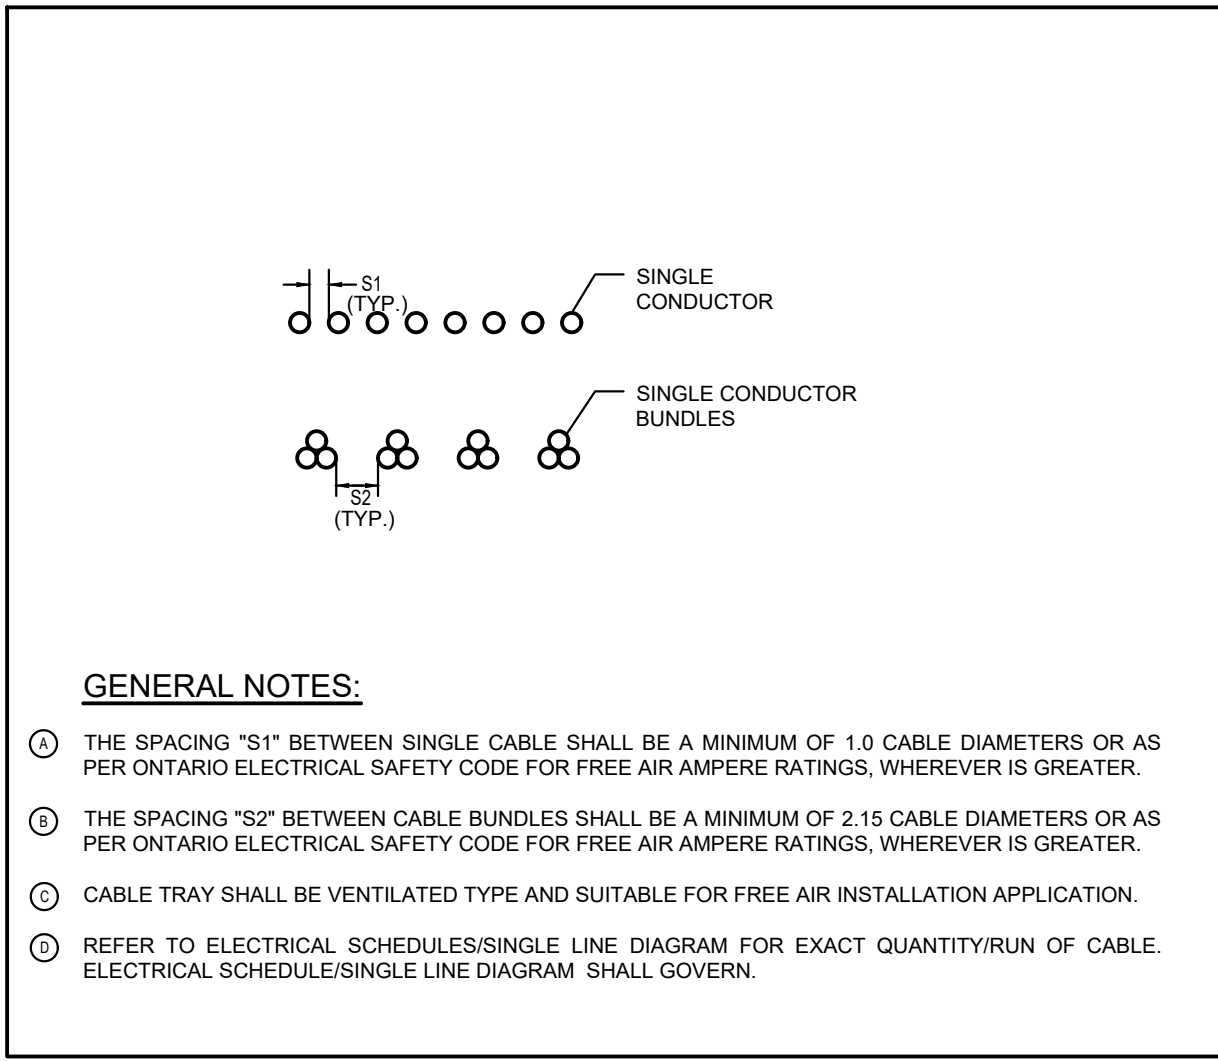 S1
(TYP.)
SINGLE
CONDUCTOR
SINGLE CONDUCTOR
BUNDLES
S2
(TYP.)
GENERAL NOTES:
A THE SPACING "S1" BETWEEN SINGLE CABLE SHALL BE A MINIMUM OF 1.0 CABLE DIAMETERS OR AS
PER ONTARIO ELECTRICAL SAFETY CODE FOR FREE AIR AMPERE RATINGS, WHEREVER IS GREATER.
B THE SPACING "S2" BETWEEN CABLE BUNDLES SHALL BE A MINIMUM OF 2.15 CABLE DIAMETERS OR AS
PER ONTARIO ELECTRICAL SAFETY CODE FOR FREE AIR AMPERE RATINGS, WHEREVER IS GREATER.
C CABLE TRAY SHALL BE VENTILATED TYPE AND SUITABLE FOR FREE AIR INSTALLATION APPLICATION.
D REFER TO ELECTRICAL SCHEDULES/SINGLE LINE DIAGRAM FOR EXACT QUANTITY/RUN OF CABLE.
ELECTRICAL SCHEDULE/SINGLE LINE DIAGRAM SHALL GOVERN.